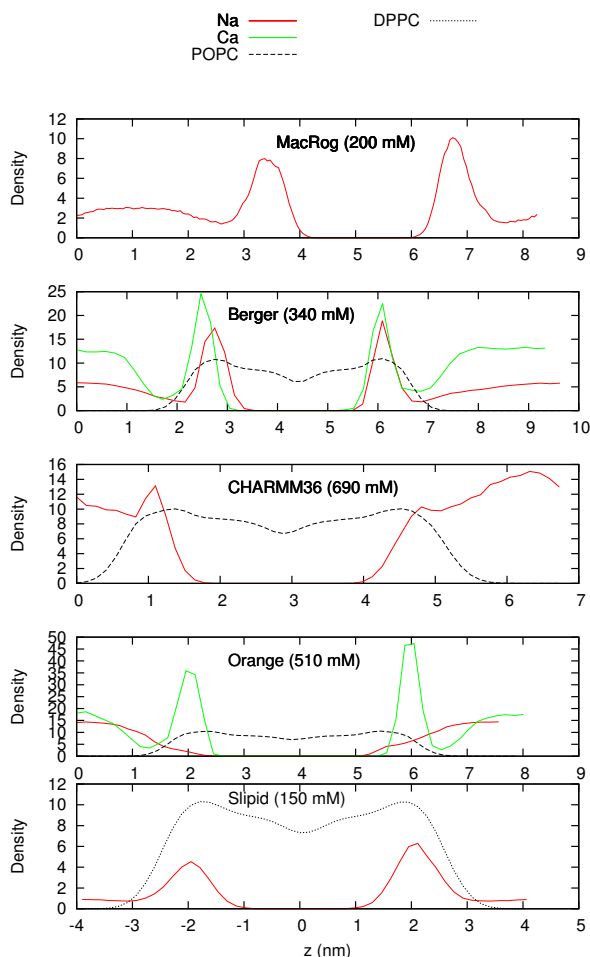 Na DPPC
Ca
POPC
MacRog (200 mM)
Density
12
10
8
6
4
2
0
0 1 2 3 4 5 6 7 8 9
Berger (340 mM)
Density
25
20
15
10
5
0
0 1 2 3 4 5 6 7 8 9 10
CHARMM36 (690 mM)
Density
16
14
12
10
8
6
4
2
0
0 1 2 3 4 5 6 7
Orange (510 mM)
Density
50
45
40
35
30
25
20
15
10
5
0
0 1 2 3 4 5 6 7 8 9
Slipid (150 mM)
Density
12
10
8
6
4
2
0
-4 -3 -2 -1 0 1 2 3 4 5
z (nm)